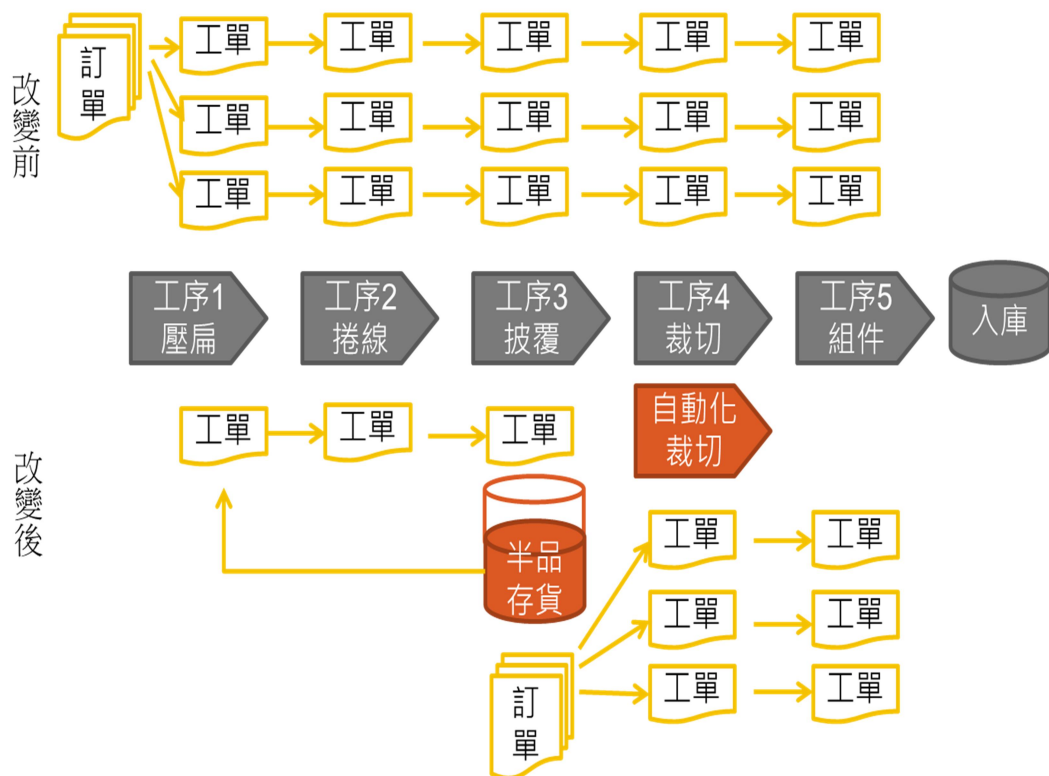 改變前
訂
單
工單 工單 工單 工單 工單
工單 工單 工單 工單 工單
工單 工單 工單 工單 工單
工序1
壓扁
工序2
捲線
工序3
披覆
工序4
裁切
工序5
組件
入庫
改變後
工單 工單 工單
自動化
裁切
半品
存貨
工單 工單
工單 工單
工單 工單
訂
單